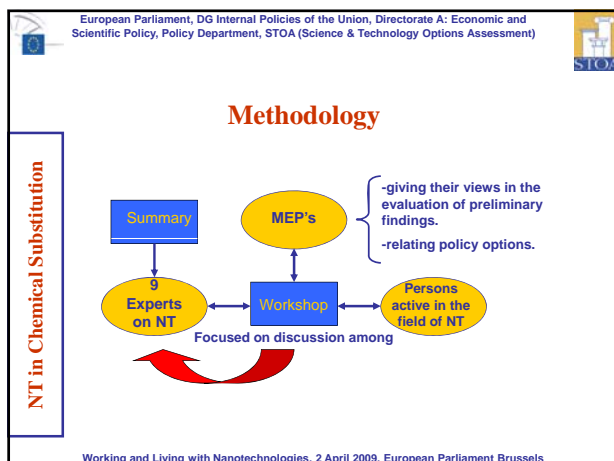 European Parliament, DG Internal Policies of the Union, Directorate A: Economic and
Scientific Policy, Policy Department, STOA (Science & Technology Options Assessment)
STOA
Methodology
NT in Chemical Substitution
Summary
MEP's
-giving their views in the
evaluation of preliminary
findings.
-relating policy options.
9
Experts
on NT
Workshop
Persons
active in the
field of NT
Focused on discussion among
Working and Living with Nanotechnologies, 2 April 2009, European Parliament Brussels